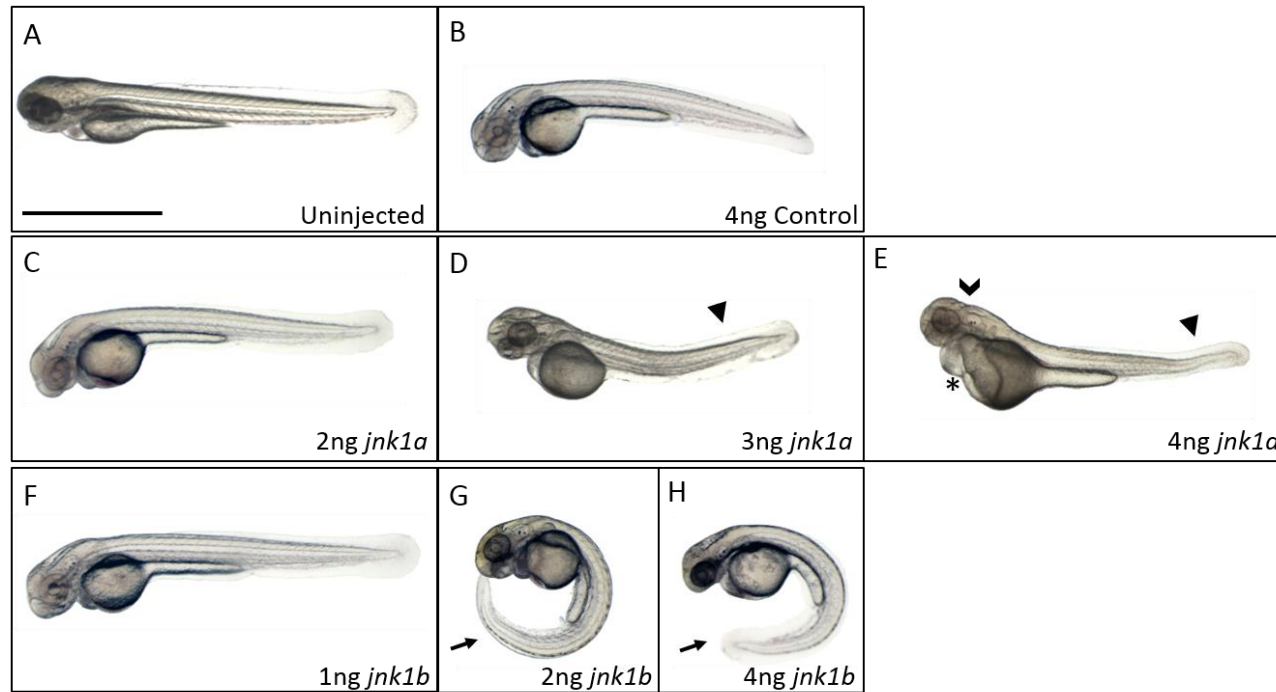 A
Uninjected
B
4ng Control
C
2ng jnk1a
D
3ng jnk1a
E
*
4ng jnk1a
F
1ng jnk1b
G
2ng jnk1b
H
4ng jnk1b